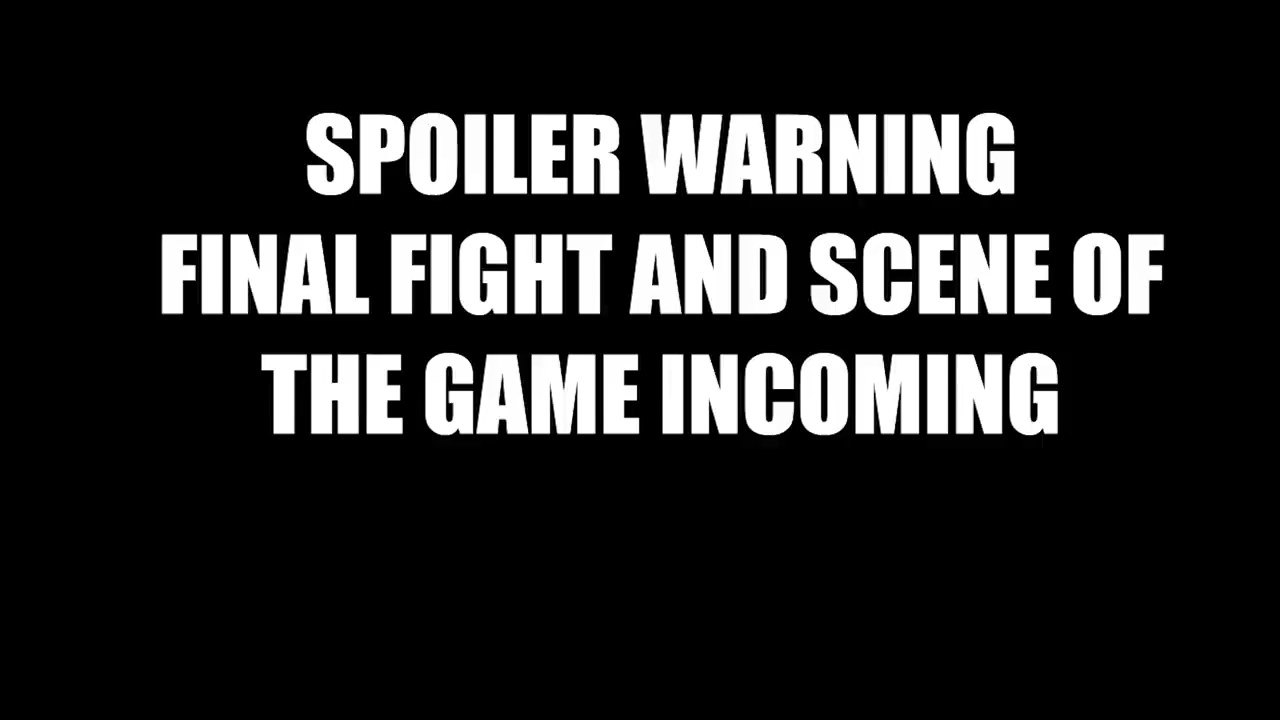 SPOILER WARNING
FINAL FIGHT AND SCENE OF
THE GAME INCOMING